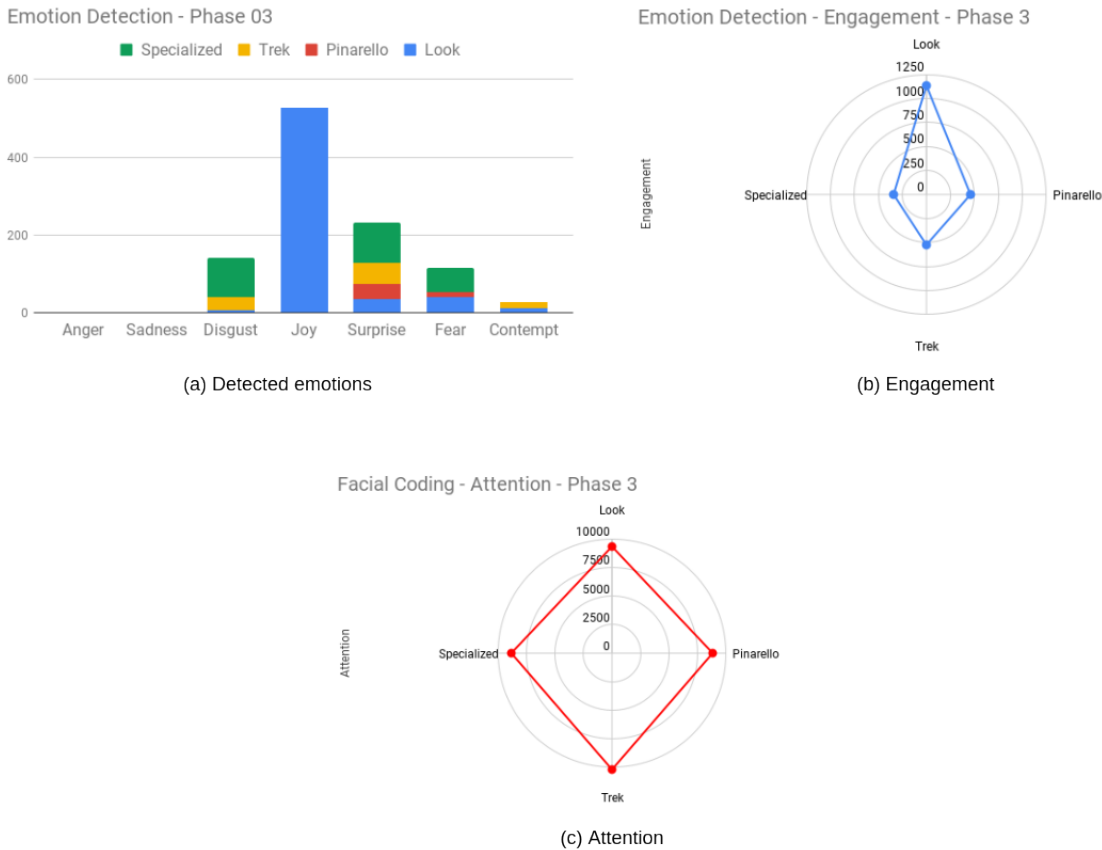 Emotion Detection - Phase 03
Specialized Trek Pinarello Look
600
400
200
0
Anger Sadness Disgust Joy Surprise Fear Contempt
(a) Detected emotions
Emotion Detection - Engagement - Phase 3
Look
1250
1000
750
500
250
0
Engagement
Specialized
Pinarello
Trek
(b) Engagement
Facial Coding - Attention - Phase 3
Look
10000
7500
5000
2500
0
Attention
Specialized
Pinarello
Trek
(c) Attention